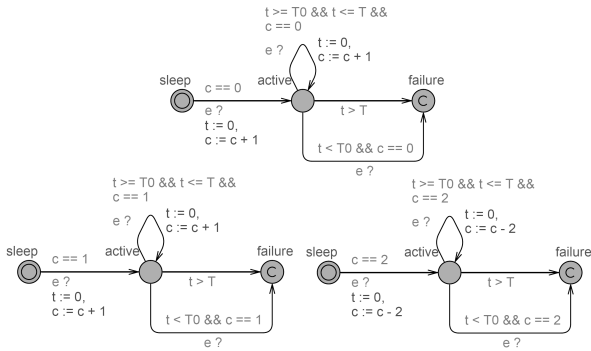 t >= T0 && t <= T &&
c == 0
e ?
t := 0,
c := c + 1
sleep
active
failure
c == 0
e ?
t := 0,
c := c + 1
t > T
C
t < T0 && c == 0
e ?
t >= T0 && t <= T &&
c == 1
e ?
t := 0,
c := c + 1
sleep
active
failure
c == 1
e ?
t := 0,
c := c + 1
t > T
C
t < T0 && c == 1
e ?
t >= T0 && t <= T &&
c == 2
e ?
t := 0,
c := c - 2
sleep
active
failure
c == 2
e ?
t := 0,
c := c - 2
t > T
C
t < T0 && c == 2
e ?